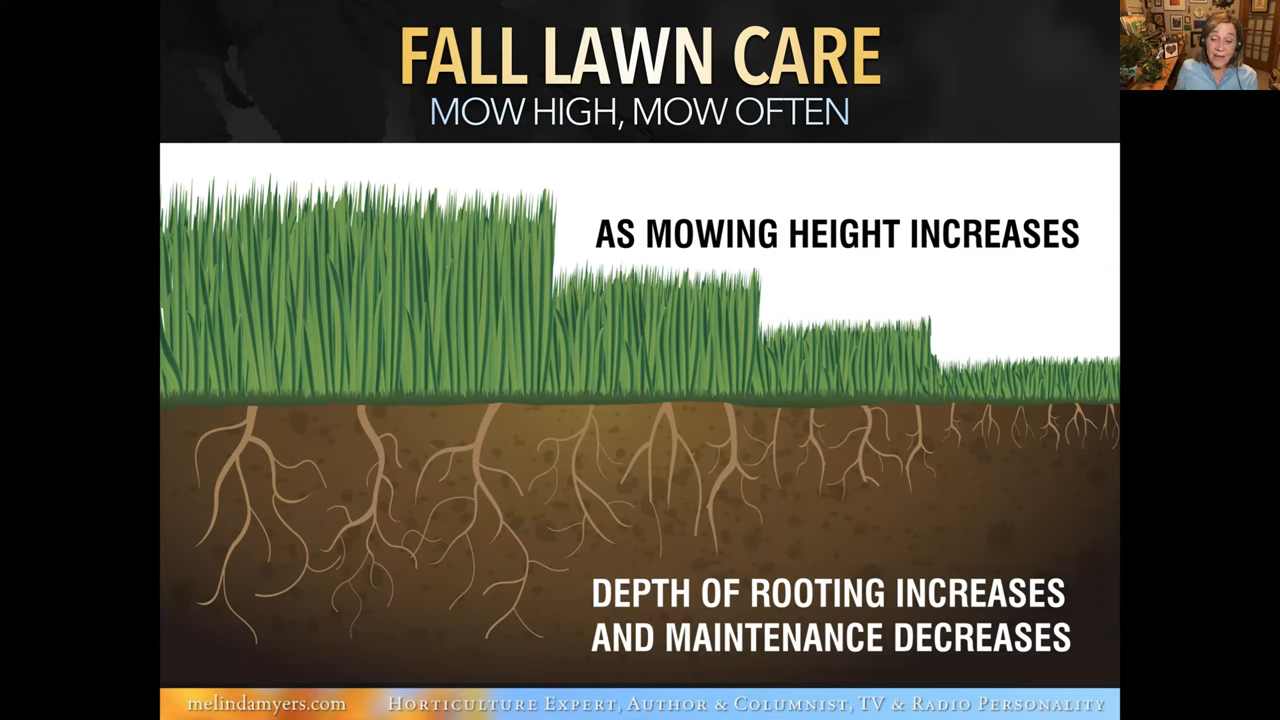 FALL LAWN CARE
MOW HIGH, MOW OFTEN
AS MOWING HEIGHT INCREASES
DEPTH OF ROOTING INCREASES
AND MAINTENANCE DECREASES
melindamyers.com Horticulture Expert, Author & Columnist, TV & Radio Personality